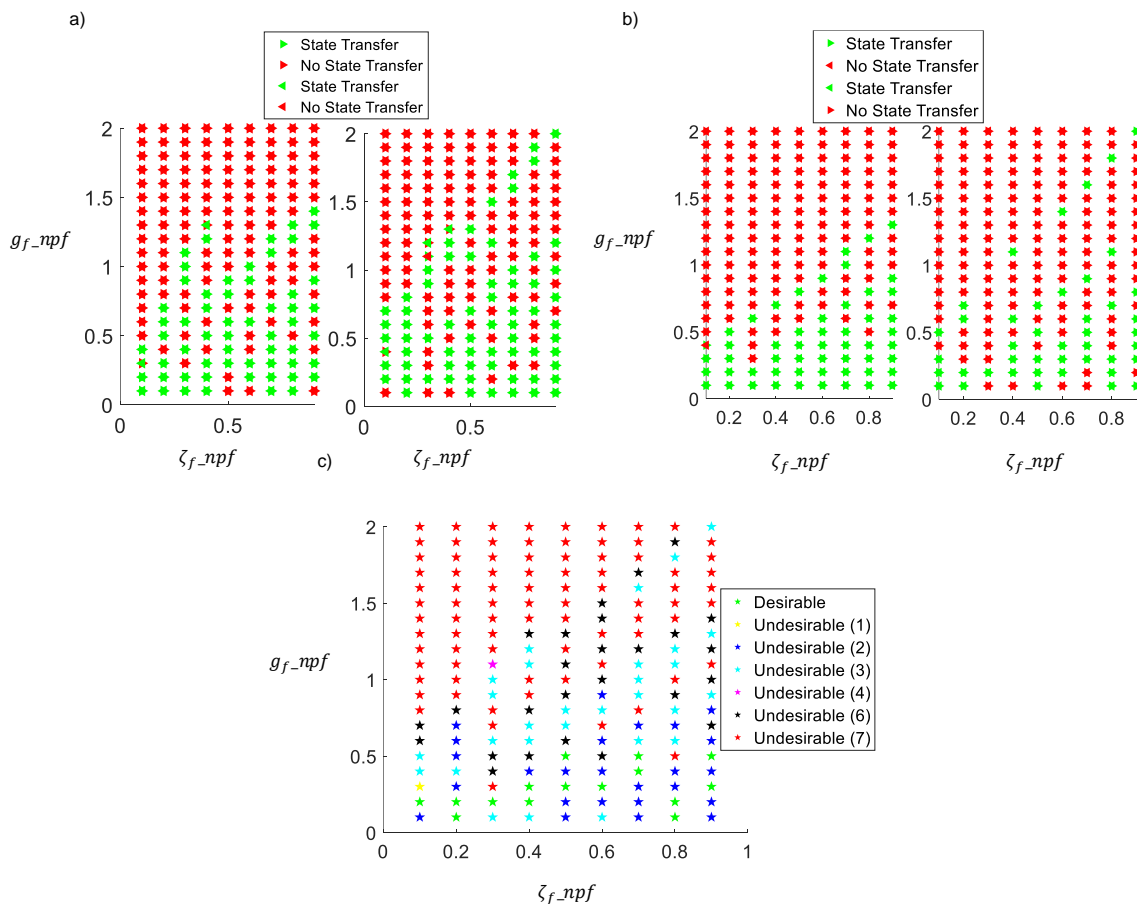 a)
State Transfer
No State Transfer
State Transfer
No State Transfer
2
1.5
1
0.5
0
0
0.5
g_f_npf
ζ_f_npf
2
1.5
1
0.5
0
0.5
ζ_f_npf
b)
State Transfer
No State Transfer
State Transfer
No State Transfer
2
1.5
1
0.5
0
0.2 0.4 0.6 0.8
g_f_npf
ζ_f_npf
2
1.5
1
0.5
0
0.2 0.4 0.6 0.8
ζ_f_npf
c)
2
1.5
1
0.5
0
0 0.2 0.4 0.6 0.8 1
g_f_npf
ζ_f_npf
Desirable
Undesirable (1)
Undesirable (2)
Undesirable (3)
Undesirable (4)
Undesirable (6)
Undesirable (7)